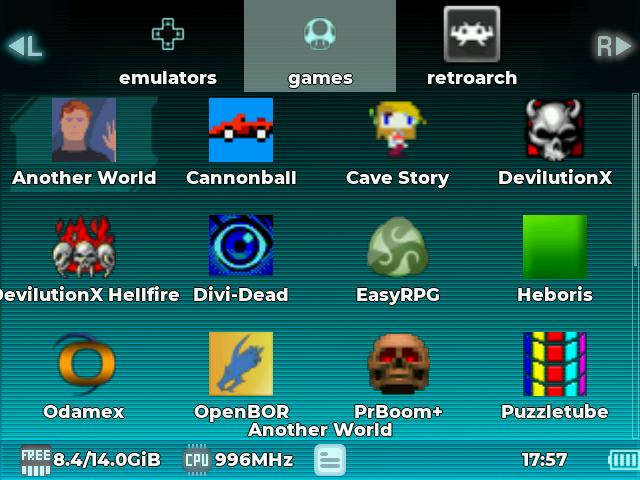 L
R
emulators
games
retroarch
Another World
Cannonball
Cave Story
DevilutionX
DevilutionX Hellfire
Divi-Dead
EasyRPG
Heboris
Odamex
OpenBOR
PrBoom+
Puzzletube
Another World
FREE 8.4/14.0GiB
CPU 996MHz
17:57